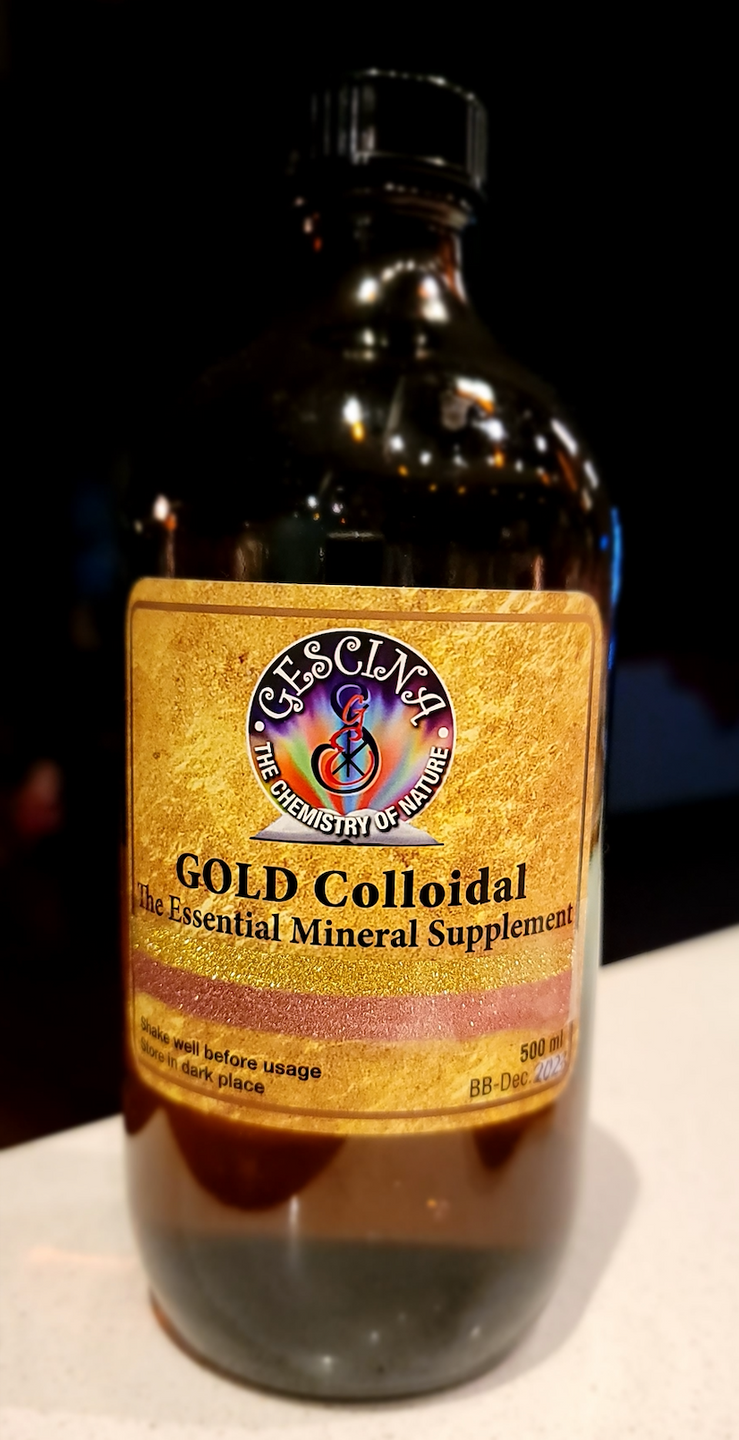 GESCINA
THE CHEMISTRY OF NATURE
GOLD Colloidal
The Essential Mineral Supplement
Shake well before usage
Store in dark place
500 ml
BB-Dec.